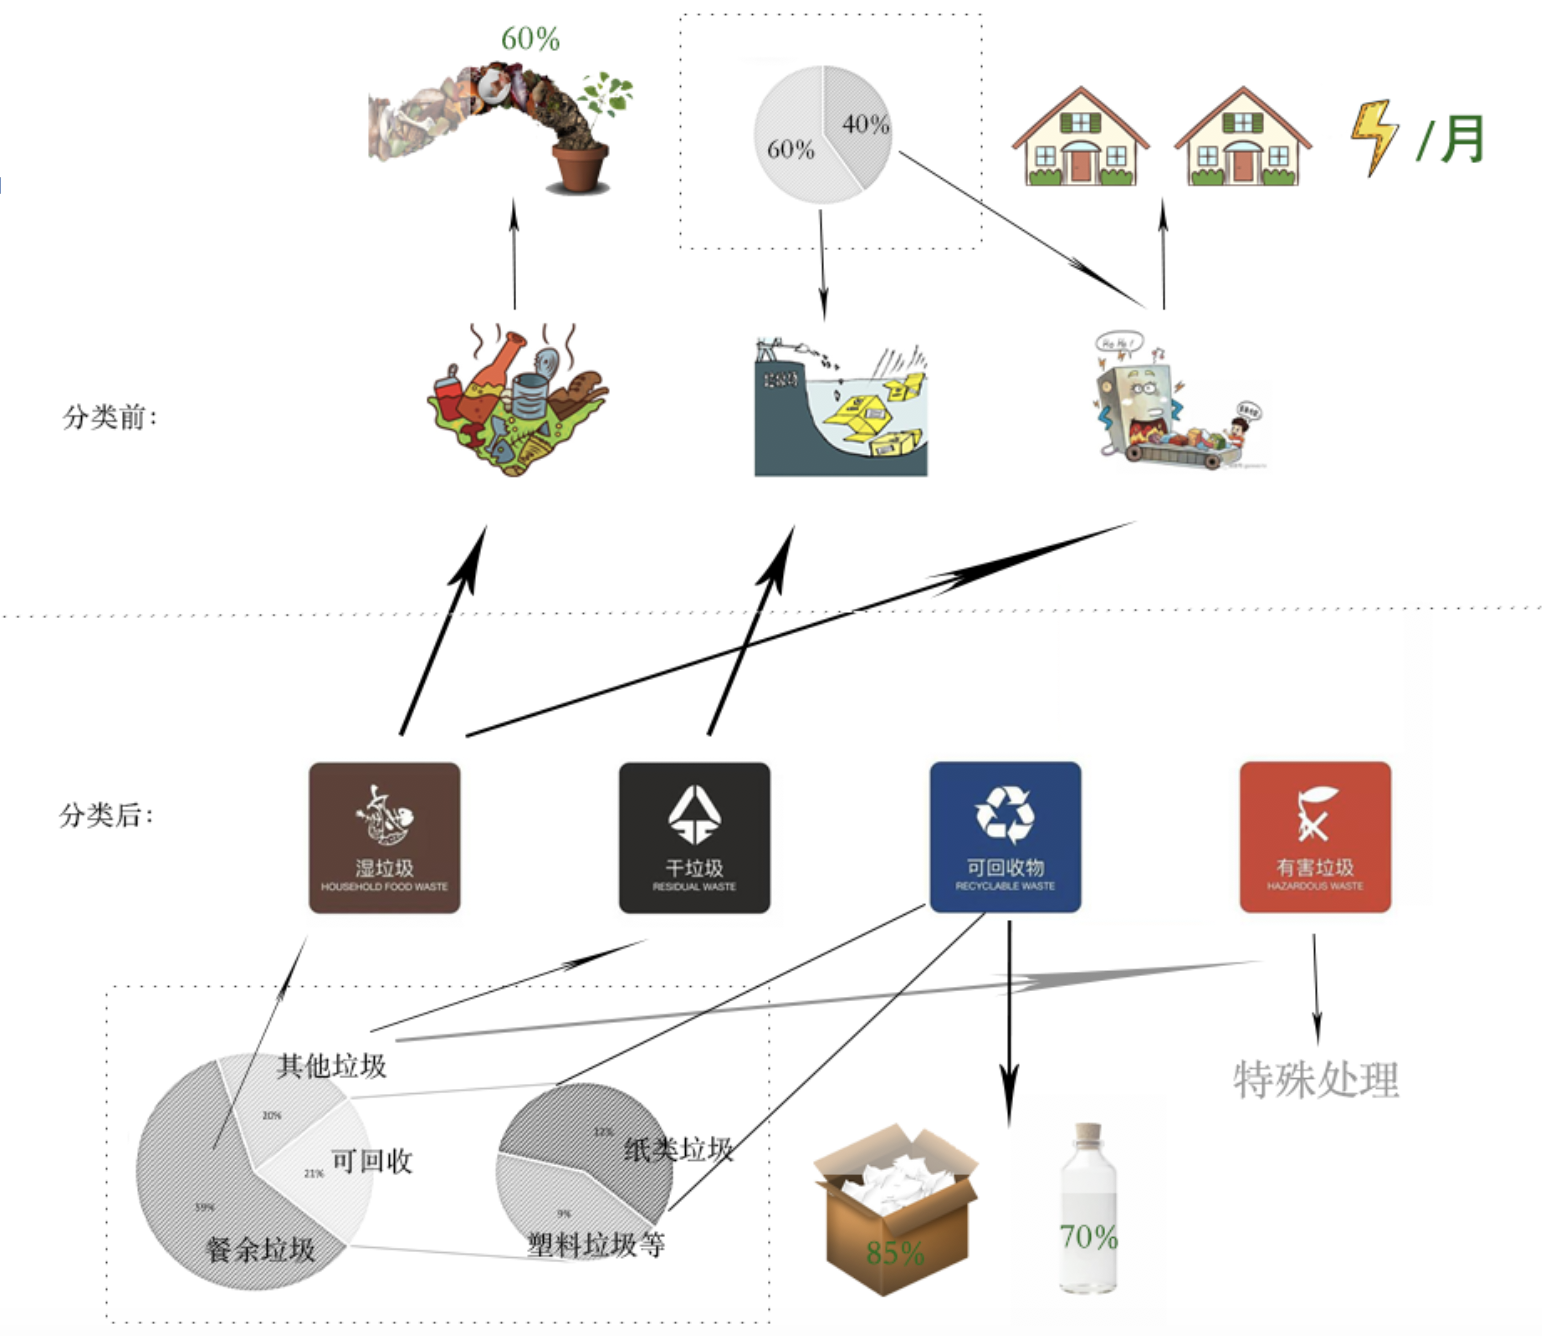 60%
40%
60%
/月
Ho Ho!
分类前:
分类后:
湿垃圾
HOUSEHOLD FOOD WASTE
干垃圾
RESIDUAL WASTE
可回收物
RECYCLABLE WASTE
有害垃圾
HAZARDOUS WASTE
其他垃圾
20%
可回收
21%
59%
餐余垃圾
12%
纸类垃圾
9%
塑料垃圾等
85%
70%
特殊处理